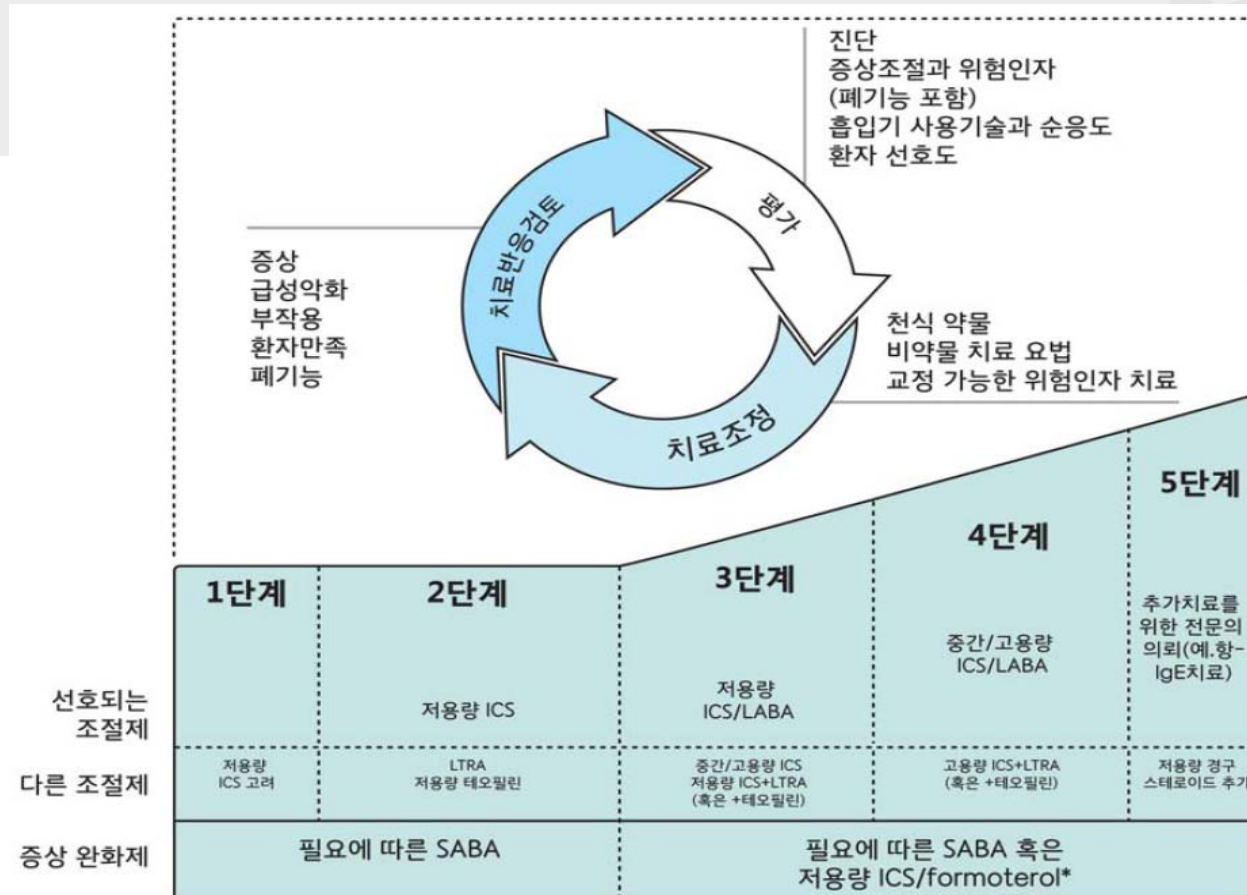 진단
증상조절과 위험인자
(폐기능 포함)
흡입기 사용기술과 순응도
환자 선호도
평가
치료반응검토
증상
급성악화
부작용
환자만족
폐기능
천식 약물
비약물 치료 요법
교정 가능한 위험인자 치료
치료조정
1단계
2단계
3단계
4단계
5단계
선호되는
조절제
저용량 ICS
저용량
ICS/LABA
중간/고용량
ICS/LABA
추가치료를
위한 전문의
의뢰(예.항-
IgE치료)
다른 조절제
저용량
ICS 고려
LTRA
저용량 테오필린
중간/고용량 ICS
저용량 ICS+LTRA
(혹은 +테오필린)
고용량 ICS+LTRA
(혹은 +테오필린)
저용량 경구
스테로이드 추가
증상 완화제
필요에 따른 SABA
필요에 따른 SABA 혹은
저용량 ICS/formoterol*